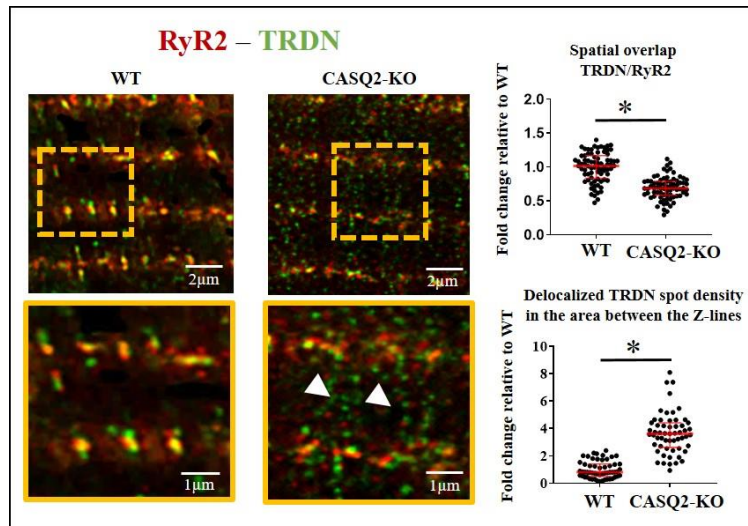 RyR2 – TRDN
WT
CASQ2-KO
2µm
2µm
1µm
1µm
Spatial overlap
TRDN/RyR2
Fold change relative to WT
2.0
1.5
1.0
0.5
0.0
*
WT
CASQ2-KO
Delocalized TRDN spot density
in the area between the Z-lines
Fold change relative to WT
10
8
6
4
2
0
*
WT
CASQ2-KO